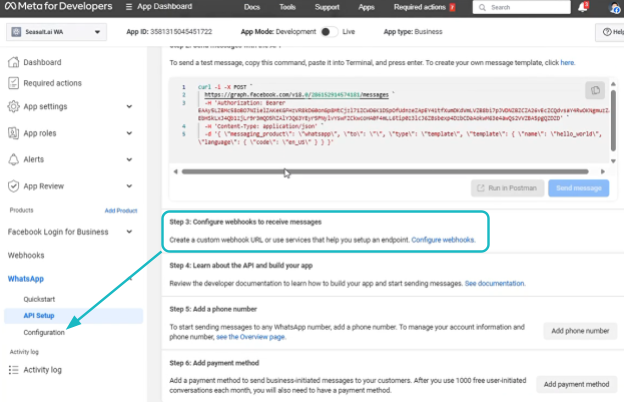 Meta for Developers
App Dashboard
Docs
Tools
Support
Apps
Required actions
Search
Seasalt.ai WA
App ID: 3581315045451722
App Mode: Development
Live
App type: Business
Help
To send a test message, copy this command, paste it into Terminal, and press enter. To create your own message template, click here.
1 curl -i -X POST `
2 https://graph.facebook.com/v18.0/186152914574181/messages `
3 -H 'Authorization: Bearer
4 -H 'Content-Type: application/json' `
5 -d '{ \"messaging_product\": \"whatsapp\", \"to\": \"\", \"type\": \"template\", \"template\": { \"name\": \"hello_world\",
\"language\": { \"code\": \"en_US\" } } }'
Run in Postman
Send message
Dashboard
Required actions
App settings
App roles
Alerts
App Review
Products
Add Product
Facebook Login for Business
Webhooks
WhatsApp
Quickstart
API Setup
Configuration
Activity log
Activity log
Step 3: Configure webhooks to receive messages
Create a custom webhook URL or use services that help you setup an endpoint. Configure webhooks.
Step 4: Learn about the API and build your app
Review the developer documentation to learn how to build your app and start sending messages. See documentation.
Step 5: Add a phone number
To start sending messages to any WhatsApp number, add a phone number. To manage your account information and
phone number, see the Overview page.
Add phone number
Step 6: Add payment method
Add a payment method to send business-initiated messages to your customers. After you use 1000 free user-initiated
conversations each month, you will also need to have a payment method.
Add payment method